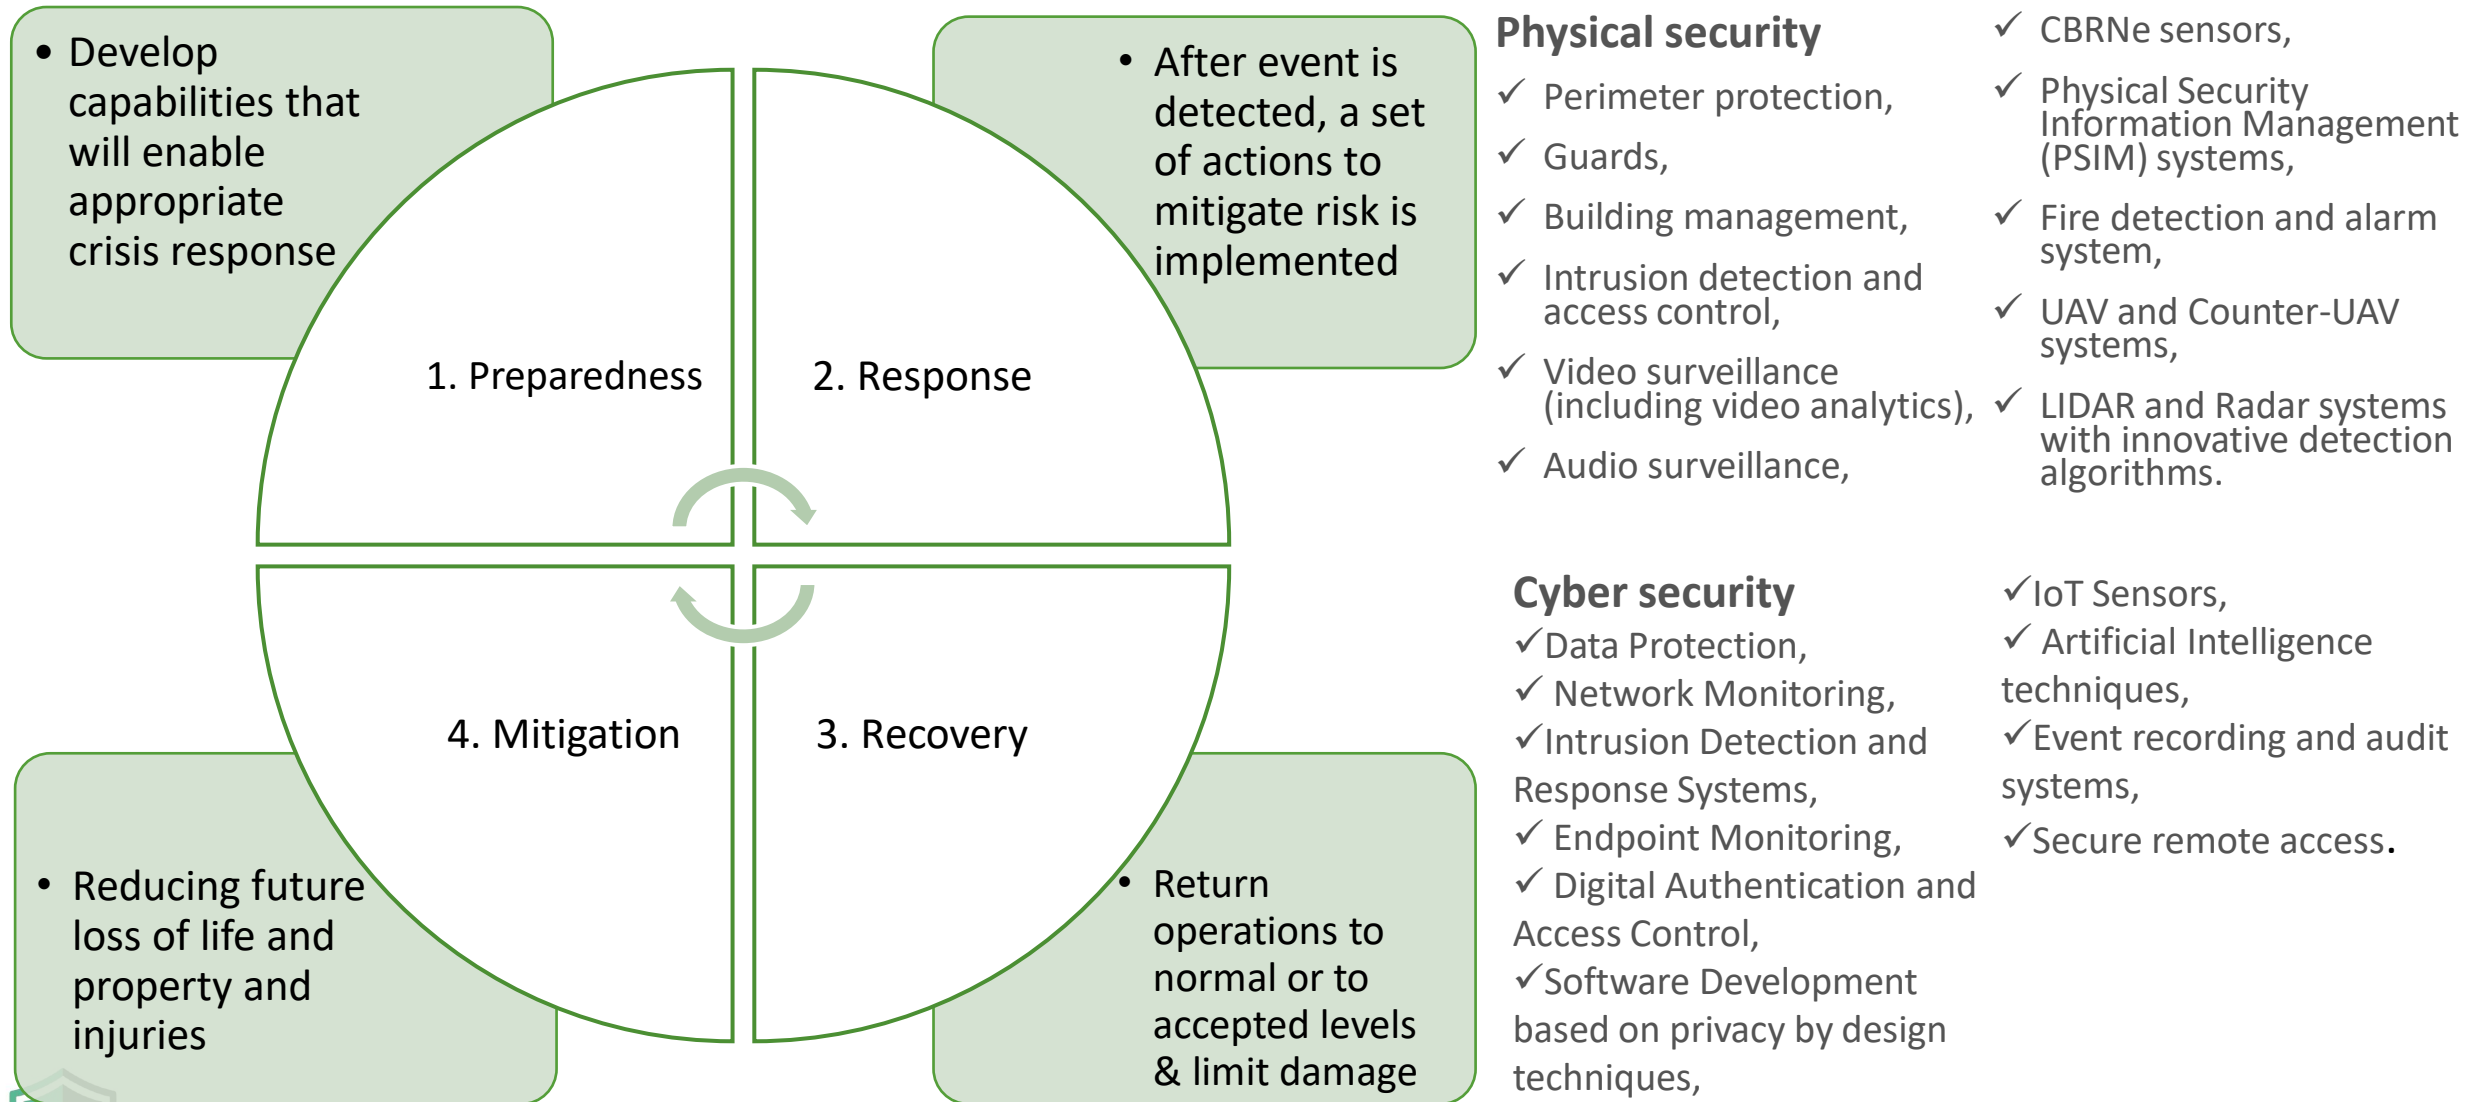 • Develop
capabilities that
will enable
appropriate
crisis response
• After event is
detected, a set
of actions to
mitigate risk is
implemented
1. Preparedness
2. Response
4. Mitigation
3. Recovery
• Reducing future
loss of life and
property and
injuries
• Return
operations to
normal or to
accepted levels
& limit damage
Physical security
✓ Perimeter protection,
✓ Guards,
✓ Building management,
✓ Intrusion detection and
access control,
✓ Video surveillance
(including video analytics),
✓ Audio surveillance,
✓ CBRNe sensors,
✓ Physical Security
Information Management
(PSIM) systems,
✓ Fire detection and alarm
system,
✓ UAV and Counter-UAV
systems,
✓ LIDAR and Radar systems
with innovative detection
algorithms.
Cyber security
✓Data Protection,
✓ Network Monitoring,
✓Intrusion Detection and
Response Systems,
✓ Endpoint Monitoring,
✓ Digital Authentication and
Access Control,
✓Software Development
based on privacy by design
techniques,
✓IoT Sensors,
✓ Artificial Intelligence
techniques,
✓Event recording and audit
systems,
✓Secure remote access.